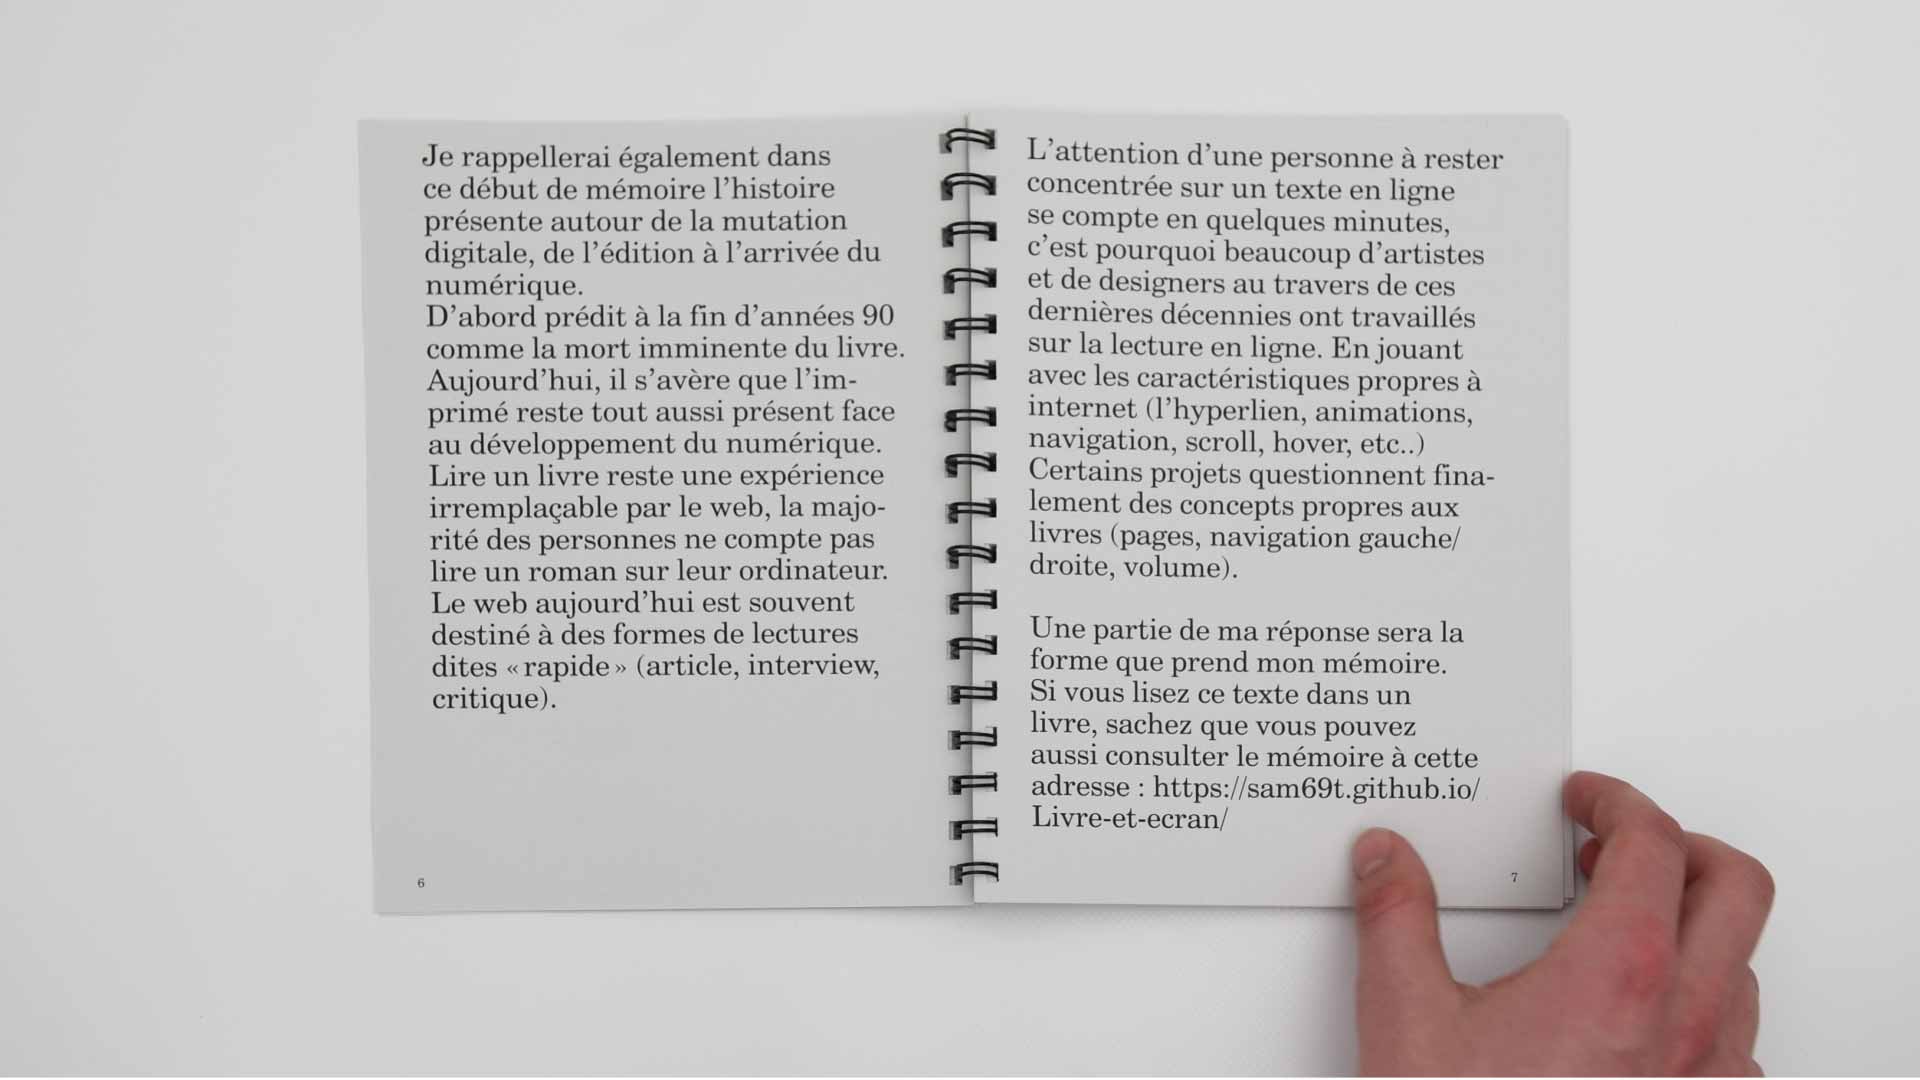 Je rappellerai également dans
ce début de mémoire l’histoire
présente autour de la mutation
digitale, de l’édition à l’arrivée du
numérique.
D’abord prédit à la fin d’années 90
comme la mort imminente du livre.
Aujourd’hui, il s’avère que l’im-
primé reste tout aussi présent face
au développement du numérique.
Lire un livre reste une expérience
irremplaçable par le web, la majo-
rité des personnes ne compte pas
lire un roman sur leur ordinateur.
Le web aujourd’hui est souvent
destiné à des formes de lectures
dites « rapide » (article, interview,
critique).
6
L’attention d’une personne à rester
concentrée sur un texte en ligne
se compte en quelques minutes,
c’est pourquoi beaucoup d’artistes
et de designers au travers de ces
dernières décennies ont travaillés
sur la lecture en ligne. En jouant
avec les caractéristiques propres à
internet (l’hyperlien, animations,
navigation, scroll, hover, etc..)
Certains projets questionnent fina-
lement des concepts propres aux
livres (pages, navigation gauche/
droite, volume).
Une partie de ma réponse sera la
forme que prend mon mémoire.
Si vous lisez ce texte dans un
livre, sachez que vous pouvez
aussi consulter le mémoire à cette
adresse : https://sam69t.github.io/
Livre-et-ecran/
7